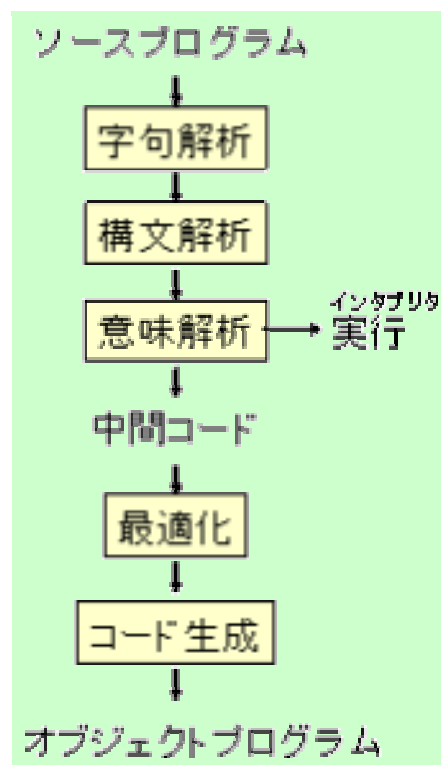 ソースプログラム
字句解析
構文解析
意味解析
インタプリタ
実行
中間コード
最適化
コード生成
オブジェクトプログラム